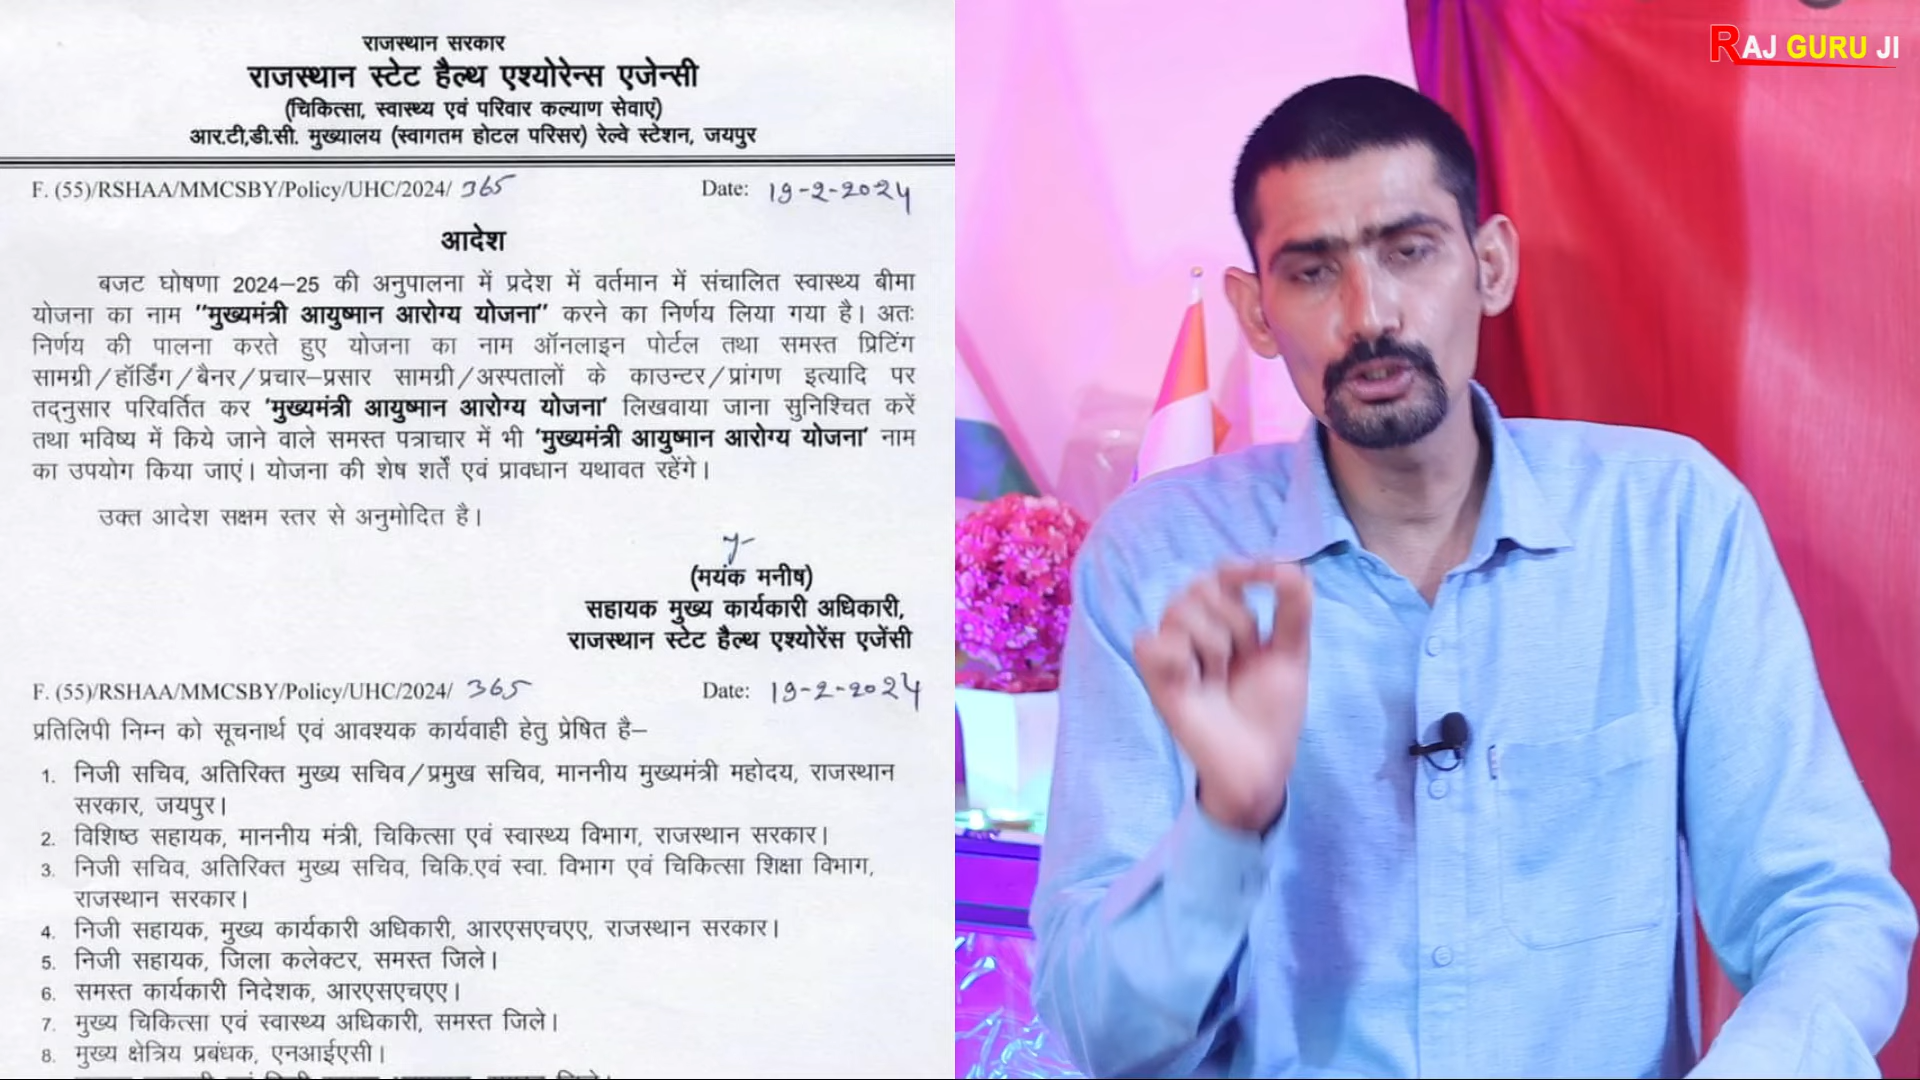 राजस्थान सरकार
राजस्थान स्टेट हैल्थ एश्योरेन्स एजेन्सी
(चिकित्सा, स्वास्थ्य एवं परिवार कल्याण सेवाएं)
आर.टी.डी.सी. मुख्यालय (स्वागतम होटल परिसर) रेल्वे स्टेशन, जयपुर
F. (55)/RSHAA/MMCSBY/Policy/UHC/2024/ 365 Date: 19-2-2024
आदेश
बजट घोषणा 2024–25 की अनुपालना में प्रदेश में वर्तमान में संचालित स्वास्थ्य बीमा
योजना का नाम "मुख्यमंत्री आयुष्मान आरोग्य योजना" करने का निर्णय लिया गया है। अतः
निर्णय की पालना करते हुए योजना का नाम ऑनलाइन पोर्टल तथा समस्त प्रिटिंग
सामग्री/हॉर्डिंग/बैनर/प्रचार–प्रसार सामग्री/अस्पतालों के काउन्टर/प्रांगण इत्यादि पर
तद्नुसार परिवर्तित कर 'मुख्यमंत्री आयुष्मान आरोग्य योजना' लिखवाया जाना सुनिश्चित करें
तथा भविष्य में किये जाने वाले समस्त पत्राचार में भी 'मुख्यमंत्री आयुष्मान आरोग्य योजना' नाम
का उपयोग किया जाएं। योजना की शेष शर्तें एवं प्रावधान यथावत रहेंगे।
उक्त आदेश सक्षम स्तर से अनुमोदित है।
(मयंक मनीष)
सहायक मुख्य कार्यकारी अधिकारी,
राजस्थान स्टेट हैल्थ एश्योरेंस एजेंसी
F. (55)/RSHAA/MMCSBY/Policy/UHC/2024/ 365 Date: 19-2-2024
प्रतिलिपी निम्न को सूचनार्थ एवं आवश्यक कार्यवाही हेतु प्रेषित है–
1. निजी सचिव, अतिरिक्त मुख्य सचिव/प्रमुख सचिव, माननीय मुख्यमंत्री महोदय, राजस्थान
सरकार, जयपुर।
2. विशिष्ठ सहायक, माननीय मंत्री, चिकित्सा एवं स्वास्थ्य विभाग, राजस्थान सरकार।
3. निजी सचिव, अतिरिक्त मुख्य सचिव, चिकि.एवं स्वा. विभाग एवं चिकित्सा शिक्षा विभाग,
राजस्थान सरकार।
4. निजी सहायक, मुख्य कार्यकारी अधिकारी, आरएसएचएए, राजस्थान सरकार।
5. निजी सहायक, जिला कलेक्टर, समस्त जिले।
6. समस्त कार्यकारी निदेशक, आरएसएचएए।
7. मुख्य चिकित्सा एवं स्वास्थ्य अधिकारी, समस्त जिले।
8. मुख्य क्षेत्रिय प्रबंधक, एनआईएसी।
RAJ GURU JI